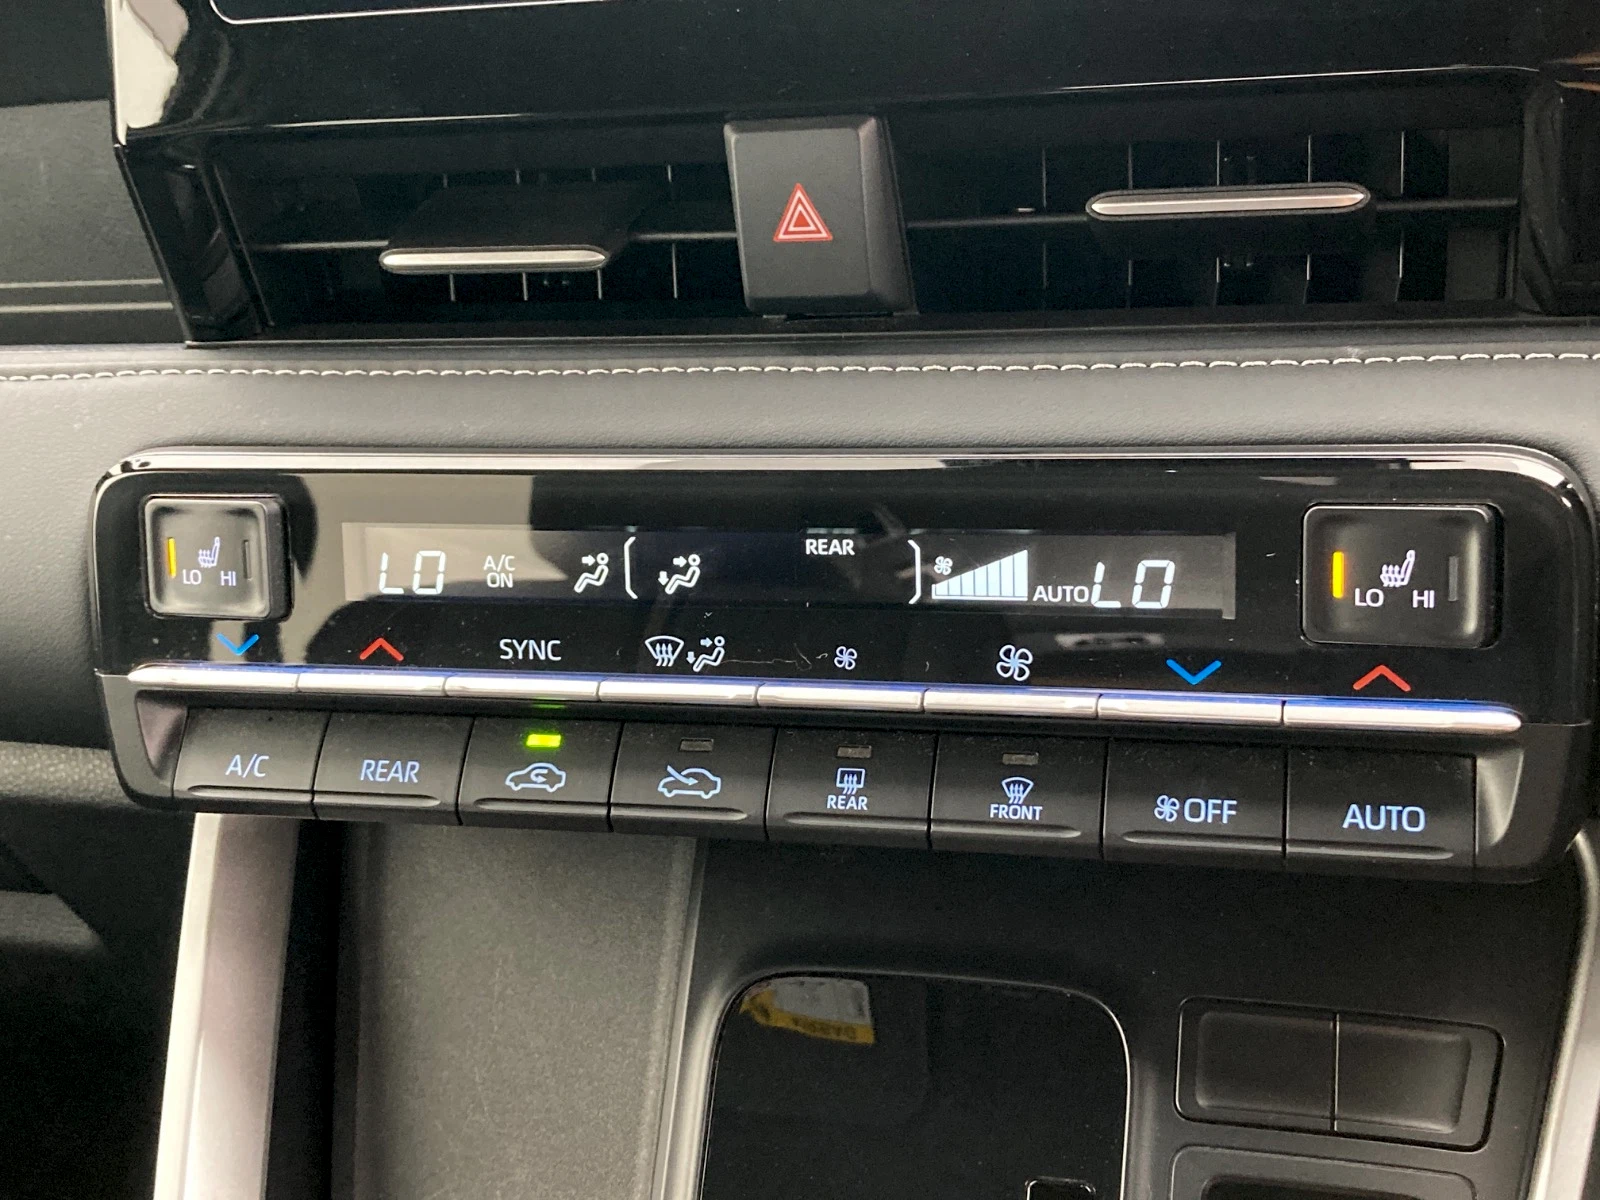 LO HI
LO A/C ON REAR AUTO LO
LO HI
SYNC
A/C REAR REAR FRONT OFF AUTO